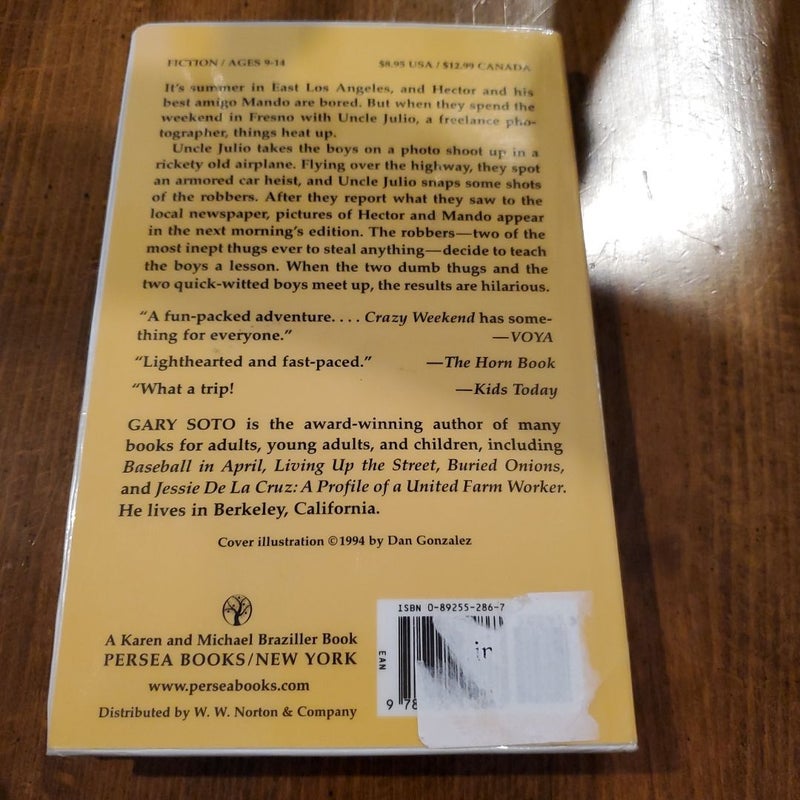 FICTION / AGES 9-14 $8.95 USA / $12.99 CANADA
It's summer in East Los Angeles, and Hector and his
best amigo Mando are bored. But when they spend the
weekend in Fresno with Uncle Julio, a freelance pho-
tographer, things heat up.
Uncle Julio takes the boys on a photo shoot up in a
rickety old airplane. Flying over the highway, they spot
an armored car heist, and Uncle Julio snaps some shots
of the robbers. After they report what they saw to the
local newspaper, pictures of Hector and Mando appear
in the next morning's edition. The robbers—two of the
most inept thugs ever to steal anything—decide to teach
the boys a lesson. When the two dumb thugs and the
two quick-witted boys meet up, the results are hilarious.
"A fun-packed adventure. . . . Crazy Weekend has some-
thing for everyone." —VOYA
"Lighthearted and fast-paced." —The Horn Book
"What a trip! —Kids Today
GARY SOTO is the award-winning author of many
books for adults, young adults, and children, including
Baseball in April, Living Up the Street, Buried Onions,
and Jessie De La Cruz: A Profile of a United Farm Worker.
He lives in Berkeley, California.
Cover illustration ©1994 by Dan Gonzalez
A Karen and Michael Braziller Book
PERSEA BOOKS/NEW YORK
www.perseabooks.com
Distributed by W. W. Norton & Company
ISBN 0-89255-286-7
EAN
ir
9 78